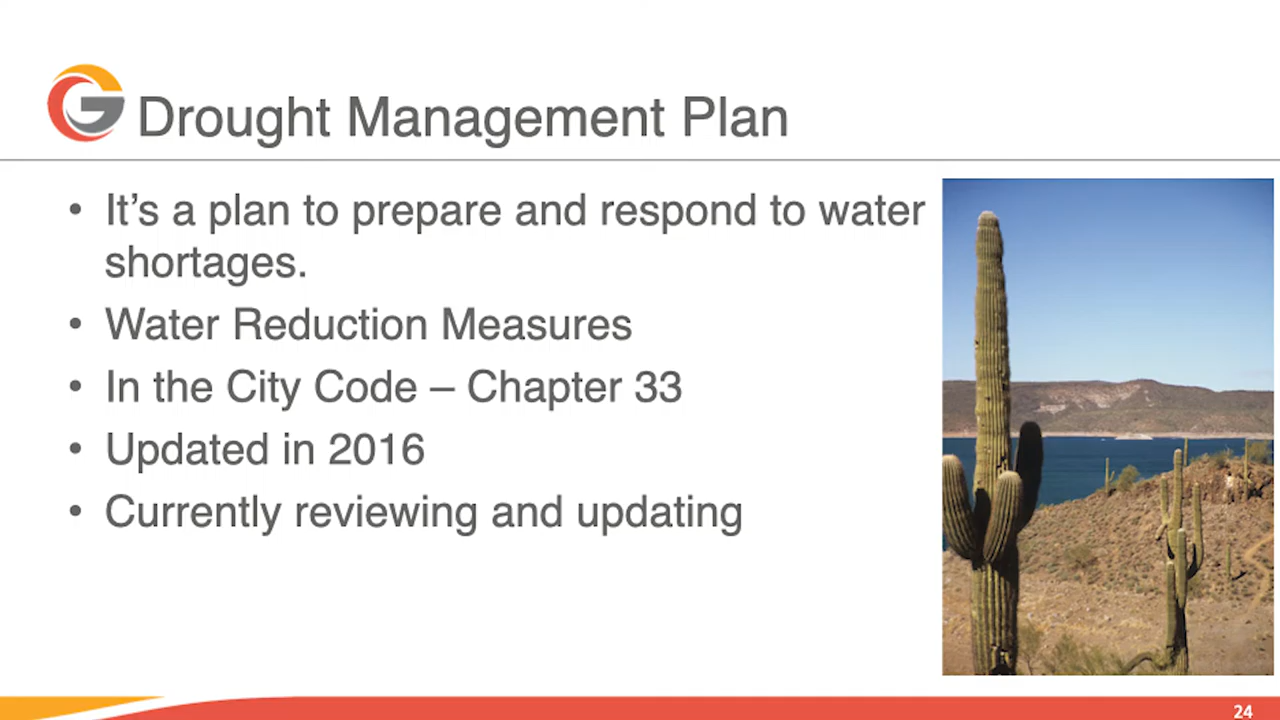 Drought Management Plan
• It’s a plan to prepare and respond to water
shortages.
• Water Reduction Measures
• In the City Code – Chapter 33
• Updated in 2016
• Currently reviewing and updating
24